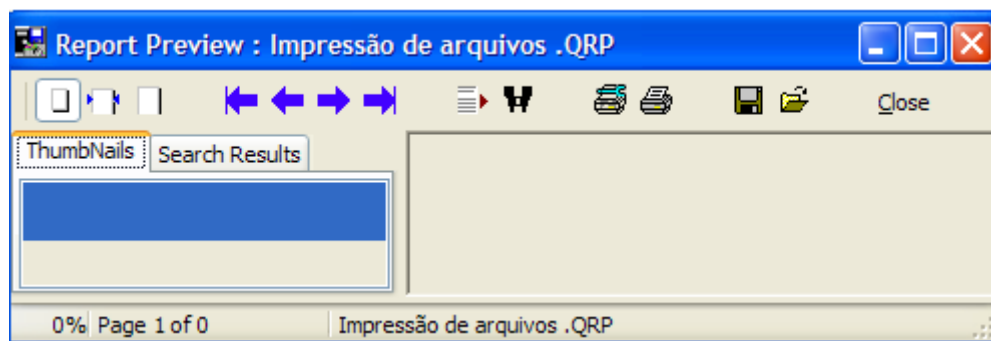 Report Preview : Impressão de arquivos .QRP
Close
ThumbNails Search Results
0% Page 1 of 0 Impressão de arquivos .QRP